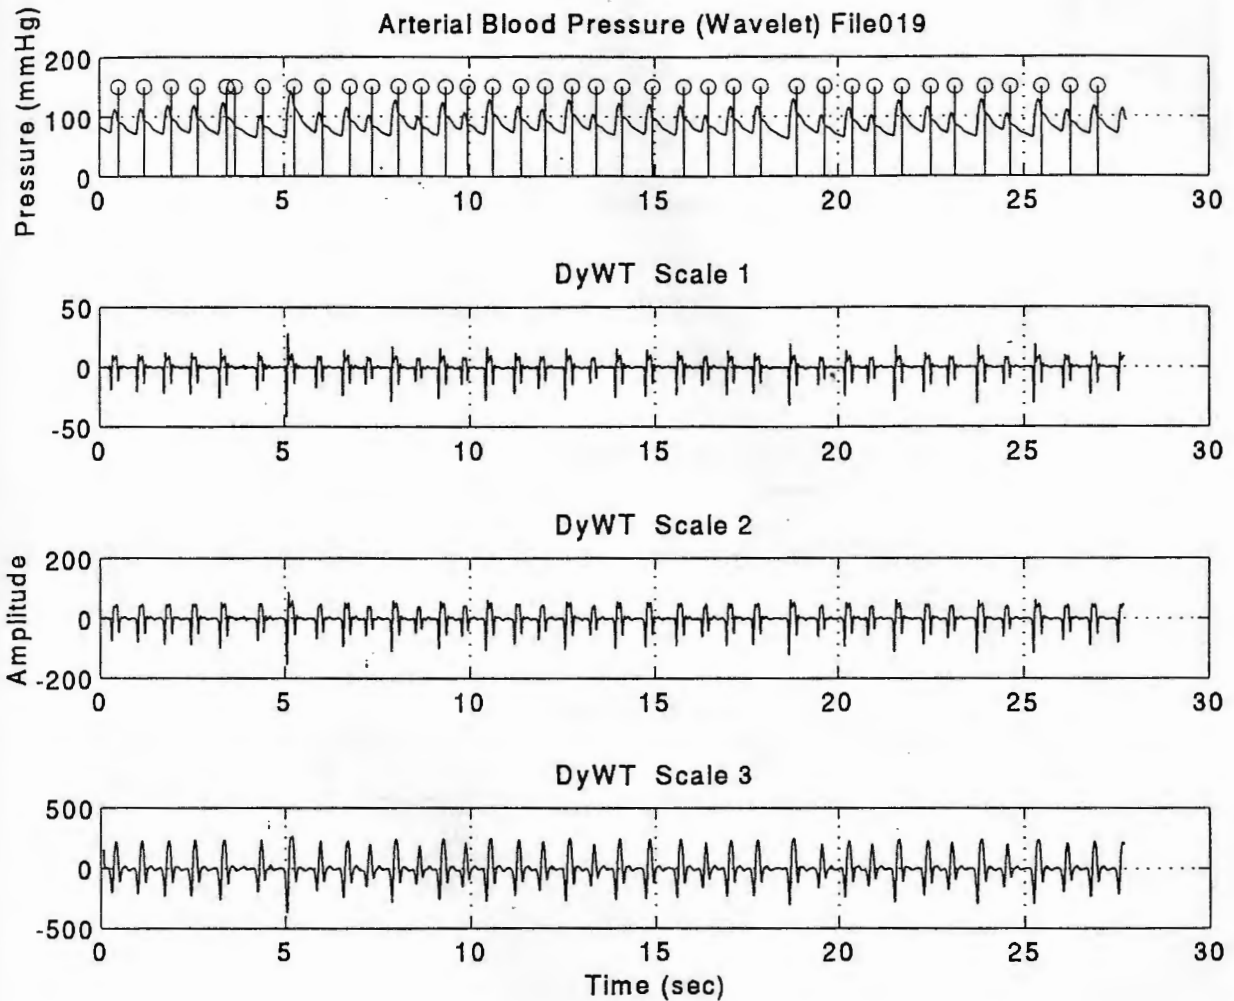 Arterial Blood Pressure (Wavelet) File019
Pressure (mmHg)
200
100
0
0 5 10 15 20 25 30
DyWT Scale 1
50
0
-50
0 5 10 15 20 25 30
DyWT Scale 2
Amplitude
200
0
-200
0 5 10 15 20 25 30
DyWT Scale 3
500
0
-500
0 5 10 15 20 25 30
Time (sec)